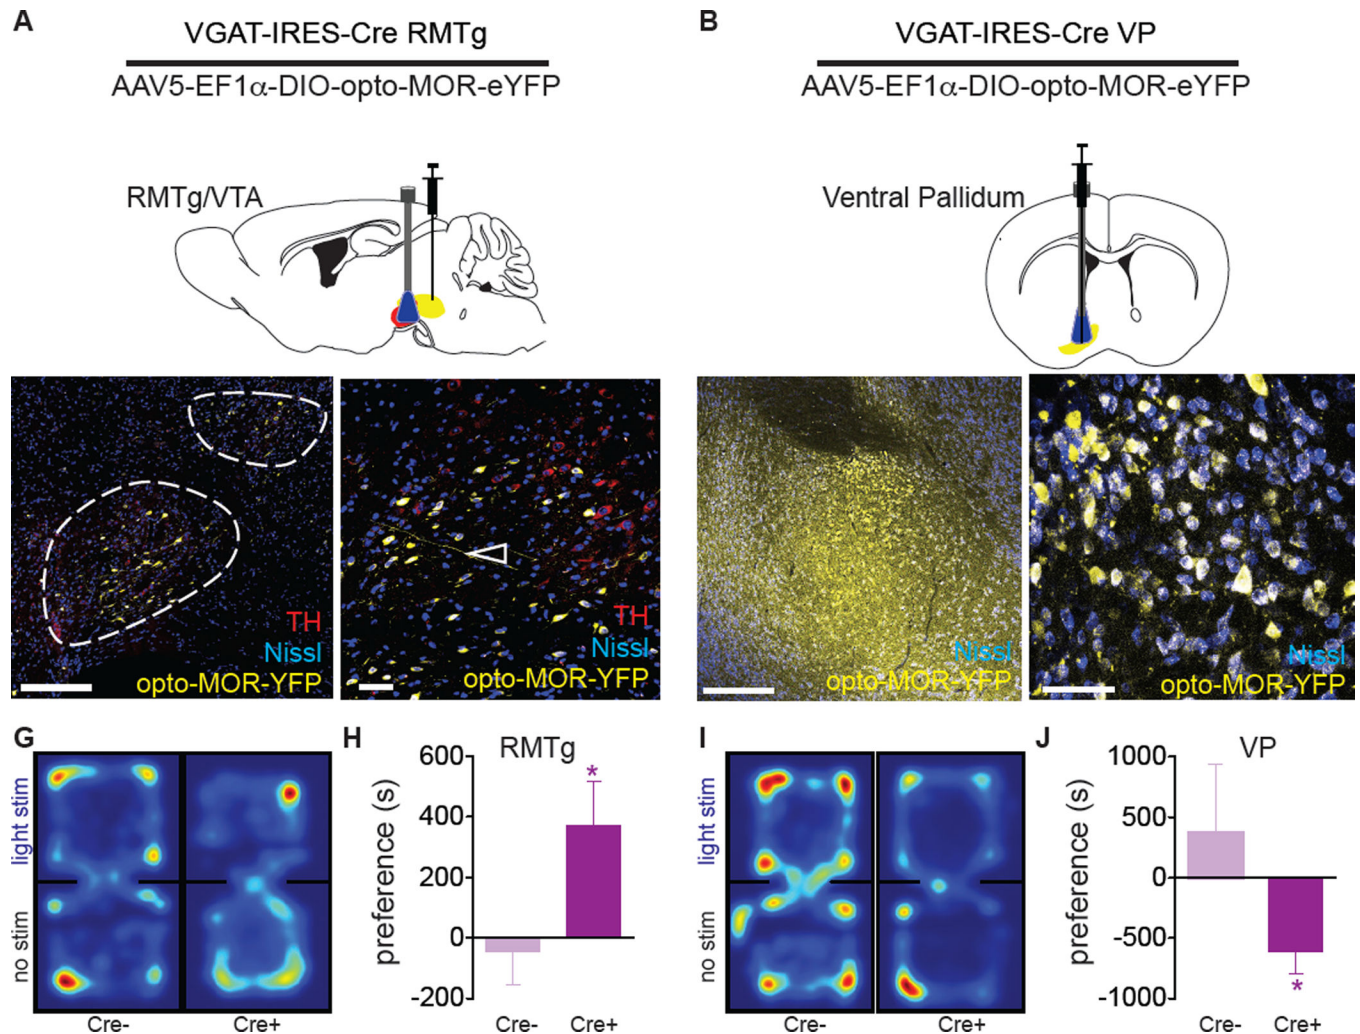 A
VGAT-IRES-Cre RMTg
AAV5-EF1α-DIO-opto-MOR-eYFP
RMTg/VTA
TH
Nissl
opto-MOR-YFP
TH
Nissl
opto-MOR-YFP
B
VGAT-IRES-Cre VP
AAV5-EF1α-DIO-opto-MOR-eYFP
Ventral Pallidum
Nissl
opto-MOR-YFP
Nissl
opto-MOR-YFP
G
light stim
no stim
Cre-
Cre+
H
RMTg
preference (s)
600
400
200
0
-200
*
Cre-
Cre+
I
light stim
no stim
Cre-
Cre+
J
VP
preference (s)
1000
500
0
-500
-1000
*
Cre-
Cre+